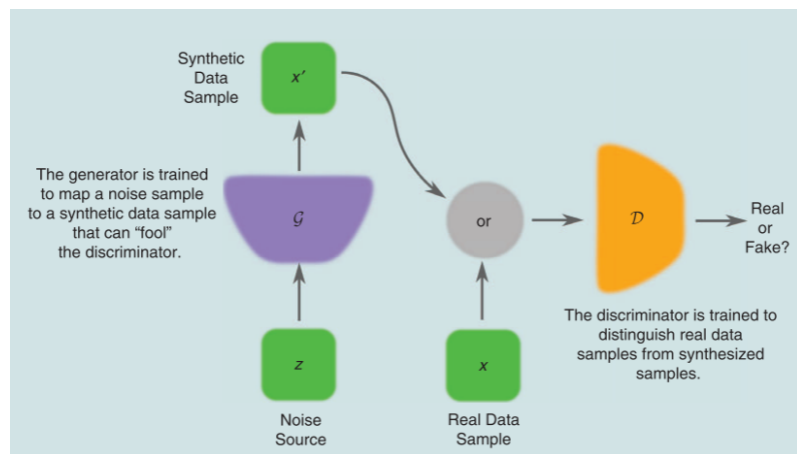 Synthetic
Data
Sample
x′
The generator is trained
to map a noise sample
to a synthetic data sample
that can “fool”
the discriminator.
G
or
D
Real
or
Fake?
The discriminator is trained to
distinguish real data
samples from synthesized
samples.
z
x
Noise
Source
Real Data
Sample